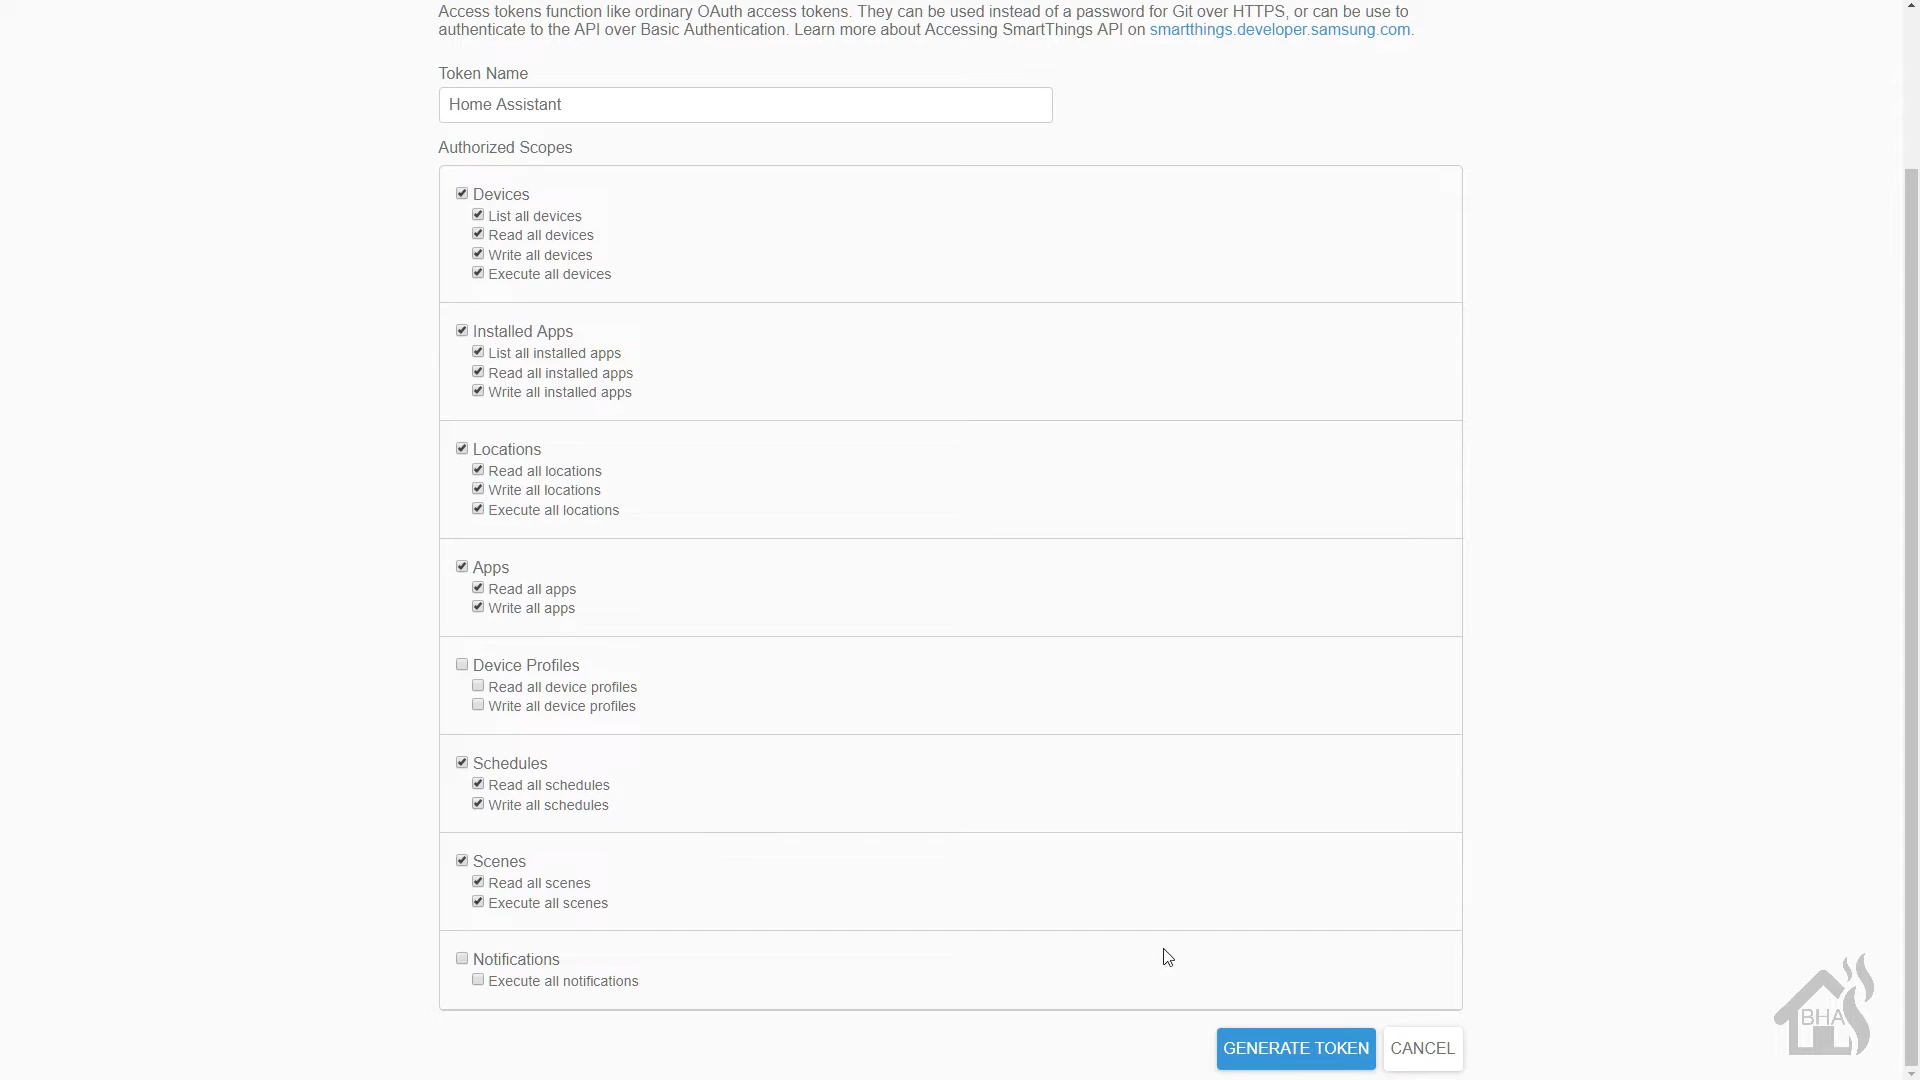 Access tokens function like ordinary OAuth access tokens. They can be used instead of a password for Git over HTTPS, or can be use to
authenticate to the API over Basic Authentication. Learn more about Accessing SmartThings API on smartthings.developer.samsung.com.
Token Name
Home Assistant
Authorized Scopes
Devices
List all devices
Read all devices
Write all devices
Execute all devices
Installed Apps
List all installed apps
Read all installed apps
Write all installed apps
Locations
Read all locations
Write all locations
Execute all locations
Apps
Read all apps
Write all apps
Device Profiles
Read all device profiles
Write all device profiles
Schedules
Read all schedules
Write all schedules
Scenes
Read all scenes
Execute all scenes
Notifications
Execute all notifications
GENERATE TOKEN CANCEL
BHA